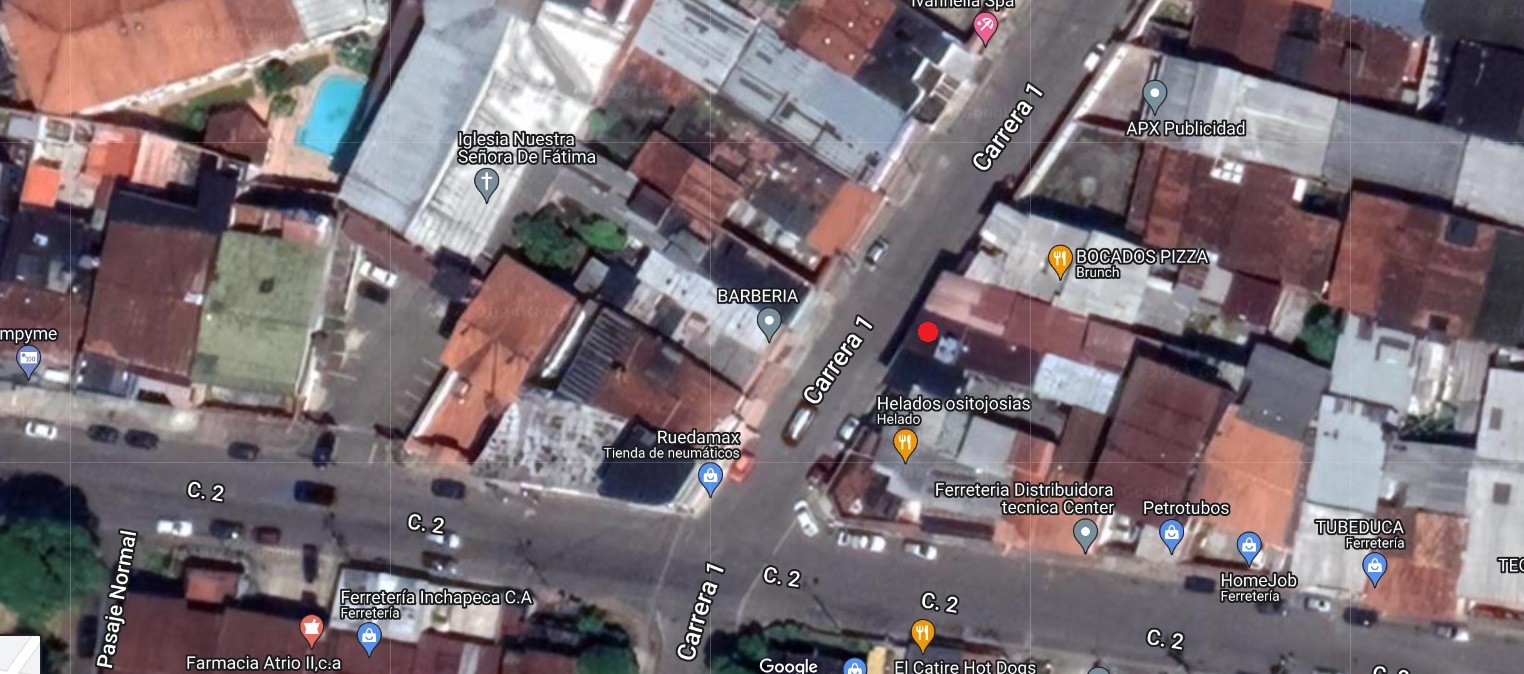 Ivannella Spa
Carrera 1
APX Publicidad
Iglesia Nuestra
Señora De Fátima
BOCADOS PIZZA
Brunch
BARBERIA
mpyme
Carrera 1
Helados ositojosias
Helado
Ruedamax
Tienda de neumáticos
C. 2
Ferreteria Distribuidora
tecnica Center
Petrotubos
C. 2
TUBEDUCA
Ferretería
Pasaje Normal
TEC
C. 2
HomeJob
Ferretería
Carrera 1
Ferretería Inchapeca C.A
Ferretería
C. 2
C. 2
Farmacia Atrio II,c.a
Google
El Catire Hot Dogs
C. 2